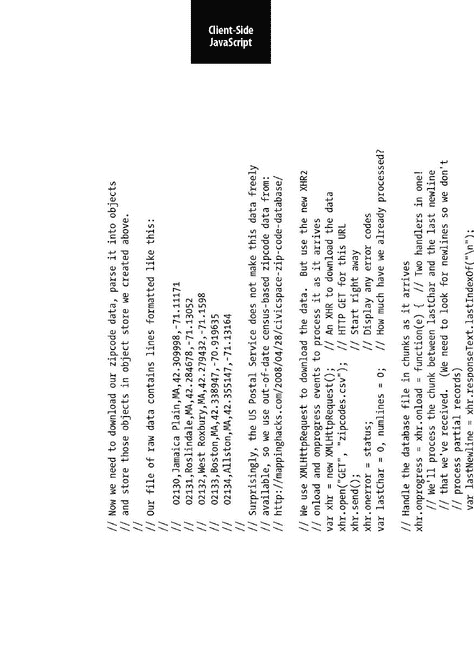 Client-Side
JavaScript
// Now we need to download our zipcode data, parse it into objects
// and store those objects in object store we created above.
//
// Our file of raw data contains lines formatted like this:
//
//   02130,Jamaica Plain,MA,42.309998,-71.11171
//   02131,Roslindale,MA,42.284678,-71.13052
//   02132,West Roxbury,MA,42.279432,-71.1598
//   02133,Boston,MA,42.338947,-70.919635
//   02134,Allston,MA,42.355147,-71.13164
//
// Surprisingly, the US Postal Service does not make this data freely
// available, so we use out-of-date census-based zipcode data from:
// http://mappinghacks.com/2008/04/28/civicspace-zip-code-database/
// We use XMLHttpRequest to download the data.  But use the new XHR2
// onload and onprogress events to process it as it arrives
var xhr = new XMLHttpRequest();   // An XHR to download the data
xhr.open("GET", "zipcodes.csv");  // HTTP GET for this URL
xhr.send();                       // Start right away
xhr.onerror = status;             // Display any error codes
var lastChar = 0, numlines = 0;   // How much have we already processed?
// Handle the database file in chunks as it arrives
xhr.onprogress = xhr.onload = function(e) {  // Two handlers in one!
// We'll process the chunk between lastChar and the last newline
// that we've received.  (We need to look for newlines so we don't
// process partial records)
var lastNewline = xhr.responseText.lastIndexOf("\n");